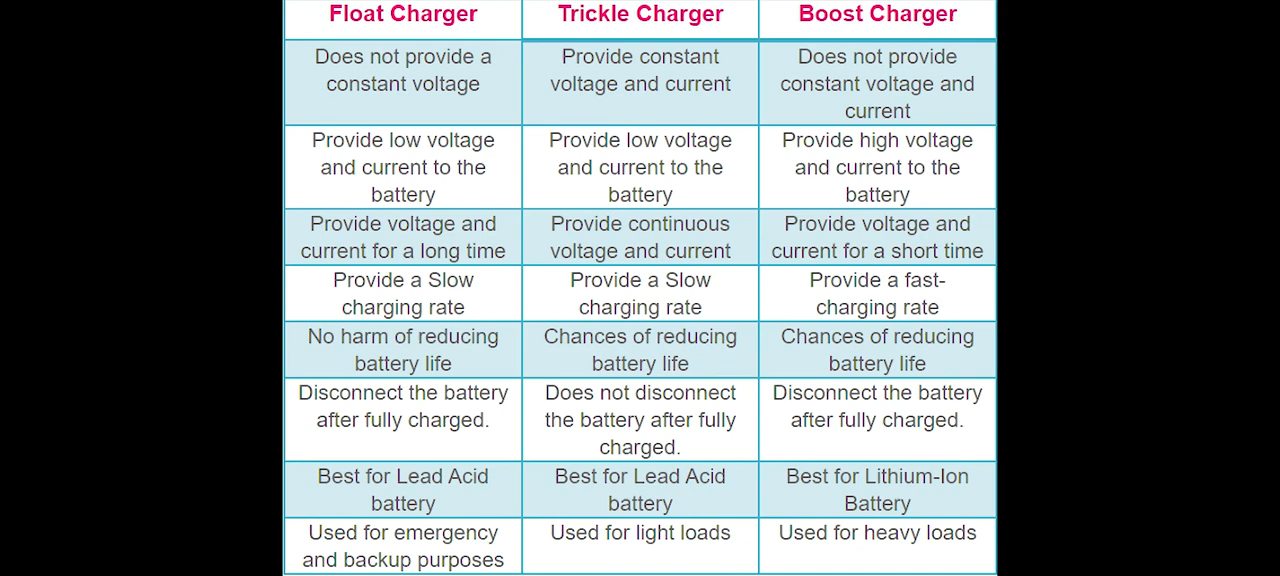 Float Charger
Trickle Charger
Boost Charger
Does not provide a
constant voltage
Provide constant
voltage and current
Does not provide
constant voltage and
current
Provide low voltage
and current to the
battery
Provide low voltage
and current to the
battery
Provide high voltage
and current to the
battery
Provide voltage and
current for a long time
Provide continuous
voltage and current
Provide voltage and
current for a short time
Provide a Slow
charging rate
Provide a Slow
charging rate
Provide a fast-
charging rate
No harm of reducing
battery life
Chances of reducing
battery life
Chances of reducing
battery life
Disconnect the battery
after fully charged.
Does not disconnect
the battery after fully
charged.
Disconnect the battery
after fully charged.
Best for Lead Acid
battery
Best for Lead Acid
battery
Best for Lithium-Ion
Battery
Used for emergency
and backup purposes
Used for light loads
Used for heavy loads